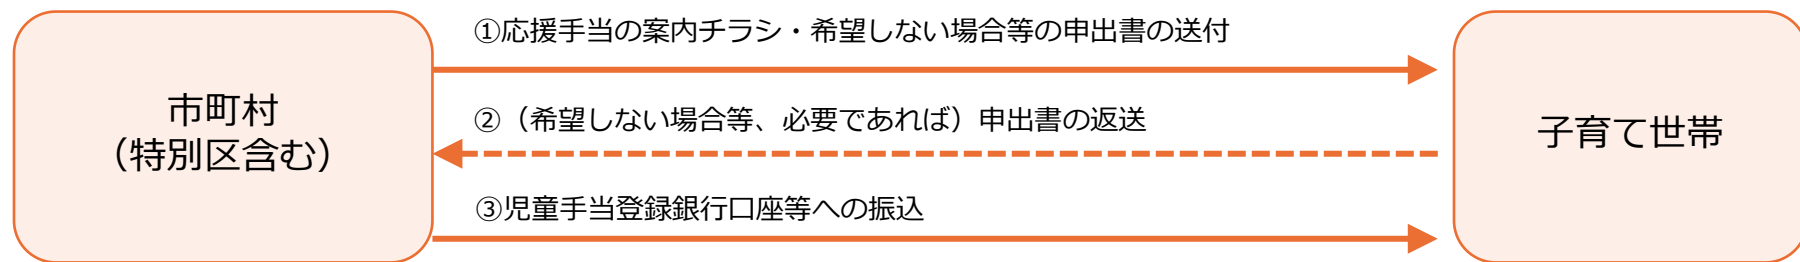 市町村
（特別区含む）
①応援手当の案内チラシ・希望しない場合等の申出書の送付
②（希望しない場合等、必要であれば）申出書の返送
③児童手当登録銀行口座等への振込
子育て世帯